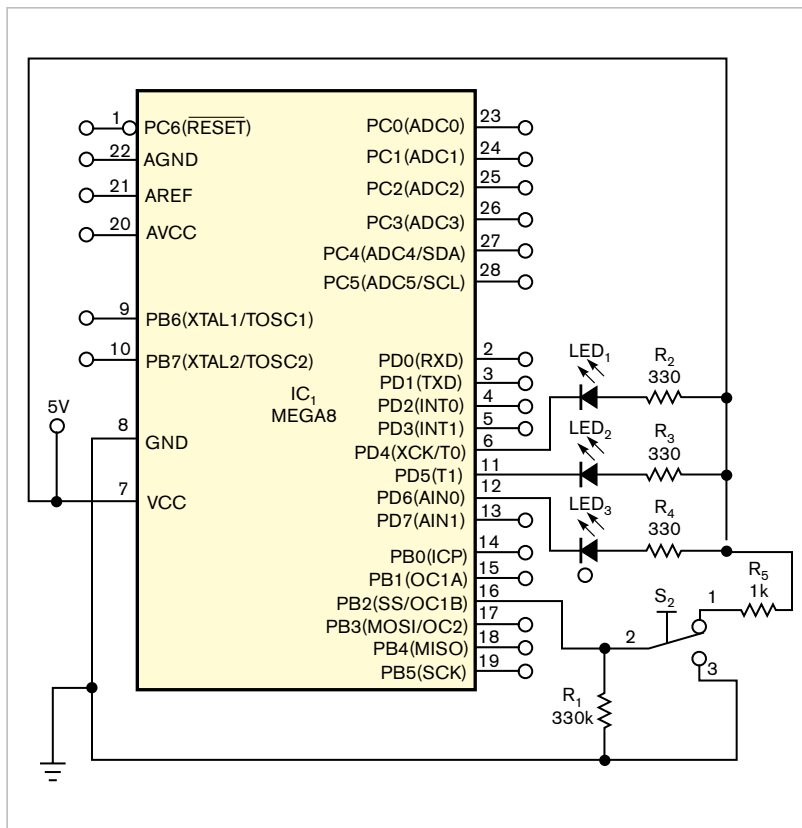 1
PC6(RESET)
22
AGND
21
AREF
20
AVCC
9
PB6(XTAL1/TOSC1)
10
PB7(XTAL2/TOSC2)
IC1
MEGA8
5V
8
GND
7
VCC
PC0(ADC0)
23
PC1(ADC1)
24
PC2(ADC2)
25
PC3(ADC3)
26
PC4(ADC4/SDA)
27
PC5(ADC5/SCL)
28
PD0(RXD)
2
PD1(TXD)
3
PD2(INT0)
4
PD3(INT1)
5
PD4(XCK/T0)
6
PD5(T1)
11
PD6(AIN0)
12
PD7(AIN1)
13
PB0(ICP)
14
PB1(OC1A)
15
PB2(SS/OC1B)
16
PB3(MOSI/OC2)
17
PB4(MISO)
18
PB5(SCK)
19
LED1
R2
330
LED2
R3
330
LED3
R4
330
R5
1k
S2
1
2
3
R1
330k